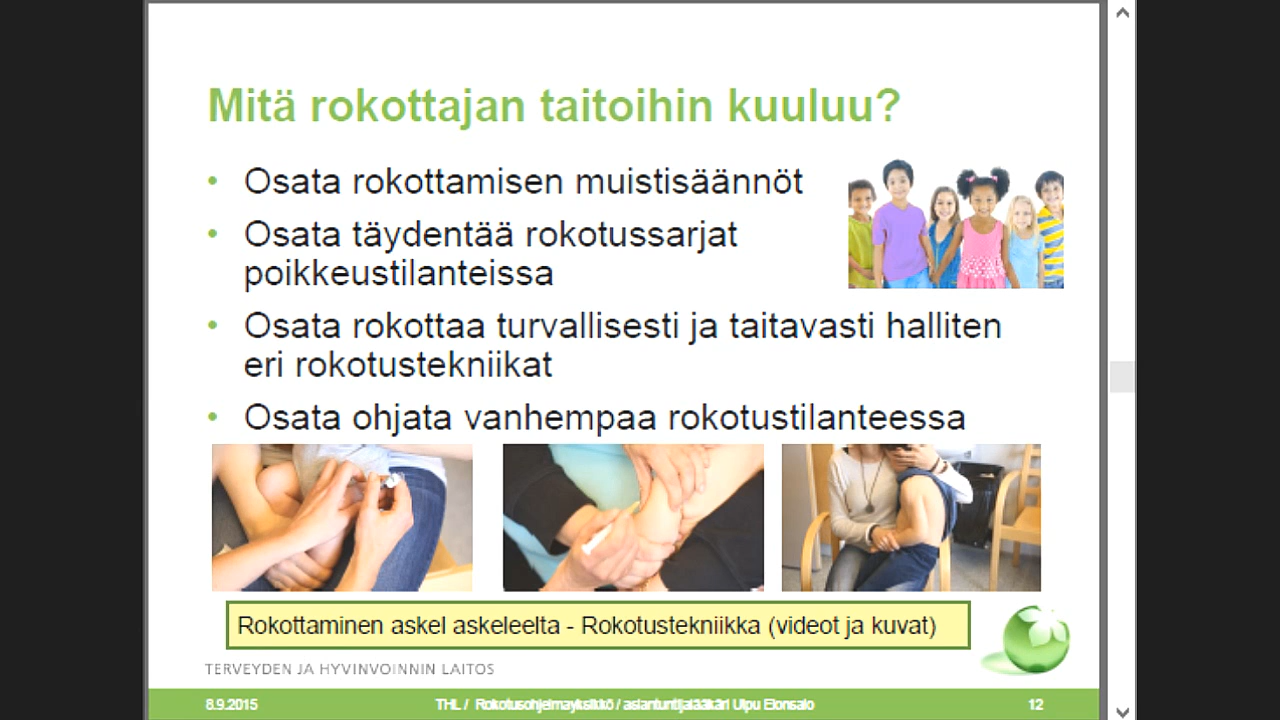 Mitä rokottajan taitoihin kuuluu?
• Osata rokottamisen muistisäännöt
• Osata täydentää rokotussarjat
poikkeustilanteissa
• Osata rokottaa turvallisesti ja taitavasti halliten
eri rokotustekniikat
• Osata ohjata vanhempaa rokotustilanteessa
Rokottaminen askel askeleelta - Rokotustekniikka (videot ja kuvat)
TERVEYDEN JA HYVINVOINNIN LAITOS
8.9.2015
THL / Rokotusohjelmayksikkö / asiantuntijalääkäri Ulpu Elonsalo
12